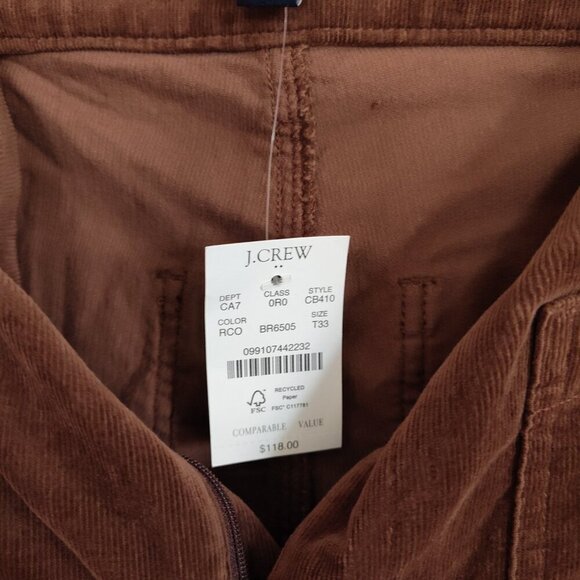 J.CREW
DEPT CLASS STYLE
CA7 0R0 CB410
COLOR SIZE
RCO BR6505 T33
099107442232
RECYCLED
Paper
FSC FSC® C117781
COMPARABLE VALUE
$118.00